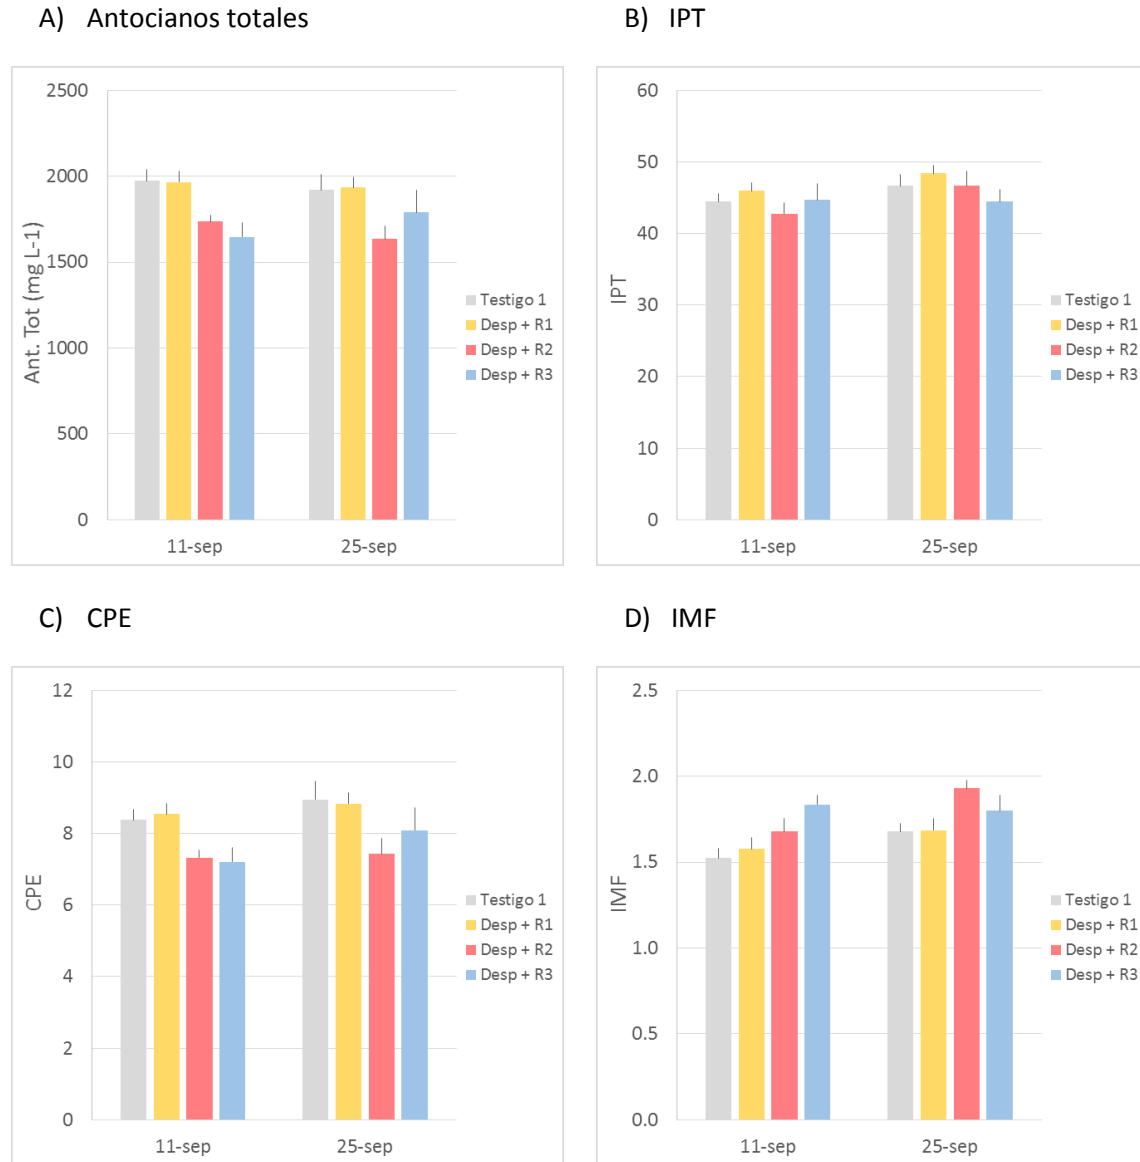 A) Antocianos totales
2500
2000
1500
1000
500
0
Ant. Tot (mg L-1)
11-sep
25-sep
Testigo 1
Desp + R1
Desp + R2
Desp + R3
B) IPT
60
50
40
30
20
10
0
IPT
11-sep
25-sep
Testigo 1
Desp + R1
Desp + R2
Desp + R3
C) CPE
12
10
8
6
4
2
0
CPE
11-sep
25-sep
Testigo 1
Desp + R1
Desp + R2
Desp + R3
D) IMF
2.5
2.0
1.5
1.0
0.5
0.0
IMF
11-sep
25-sep
Testigo 1
Desp + R1
Desp + R2
Desp + R3